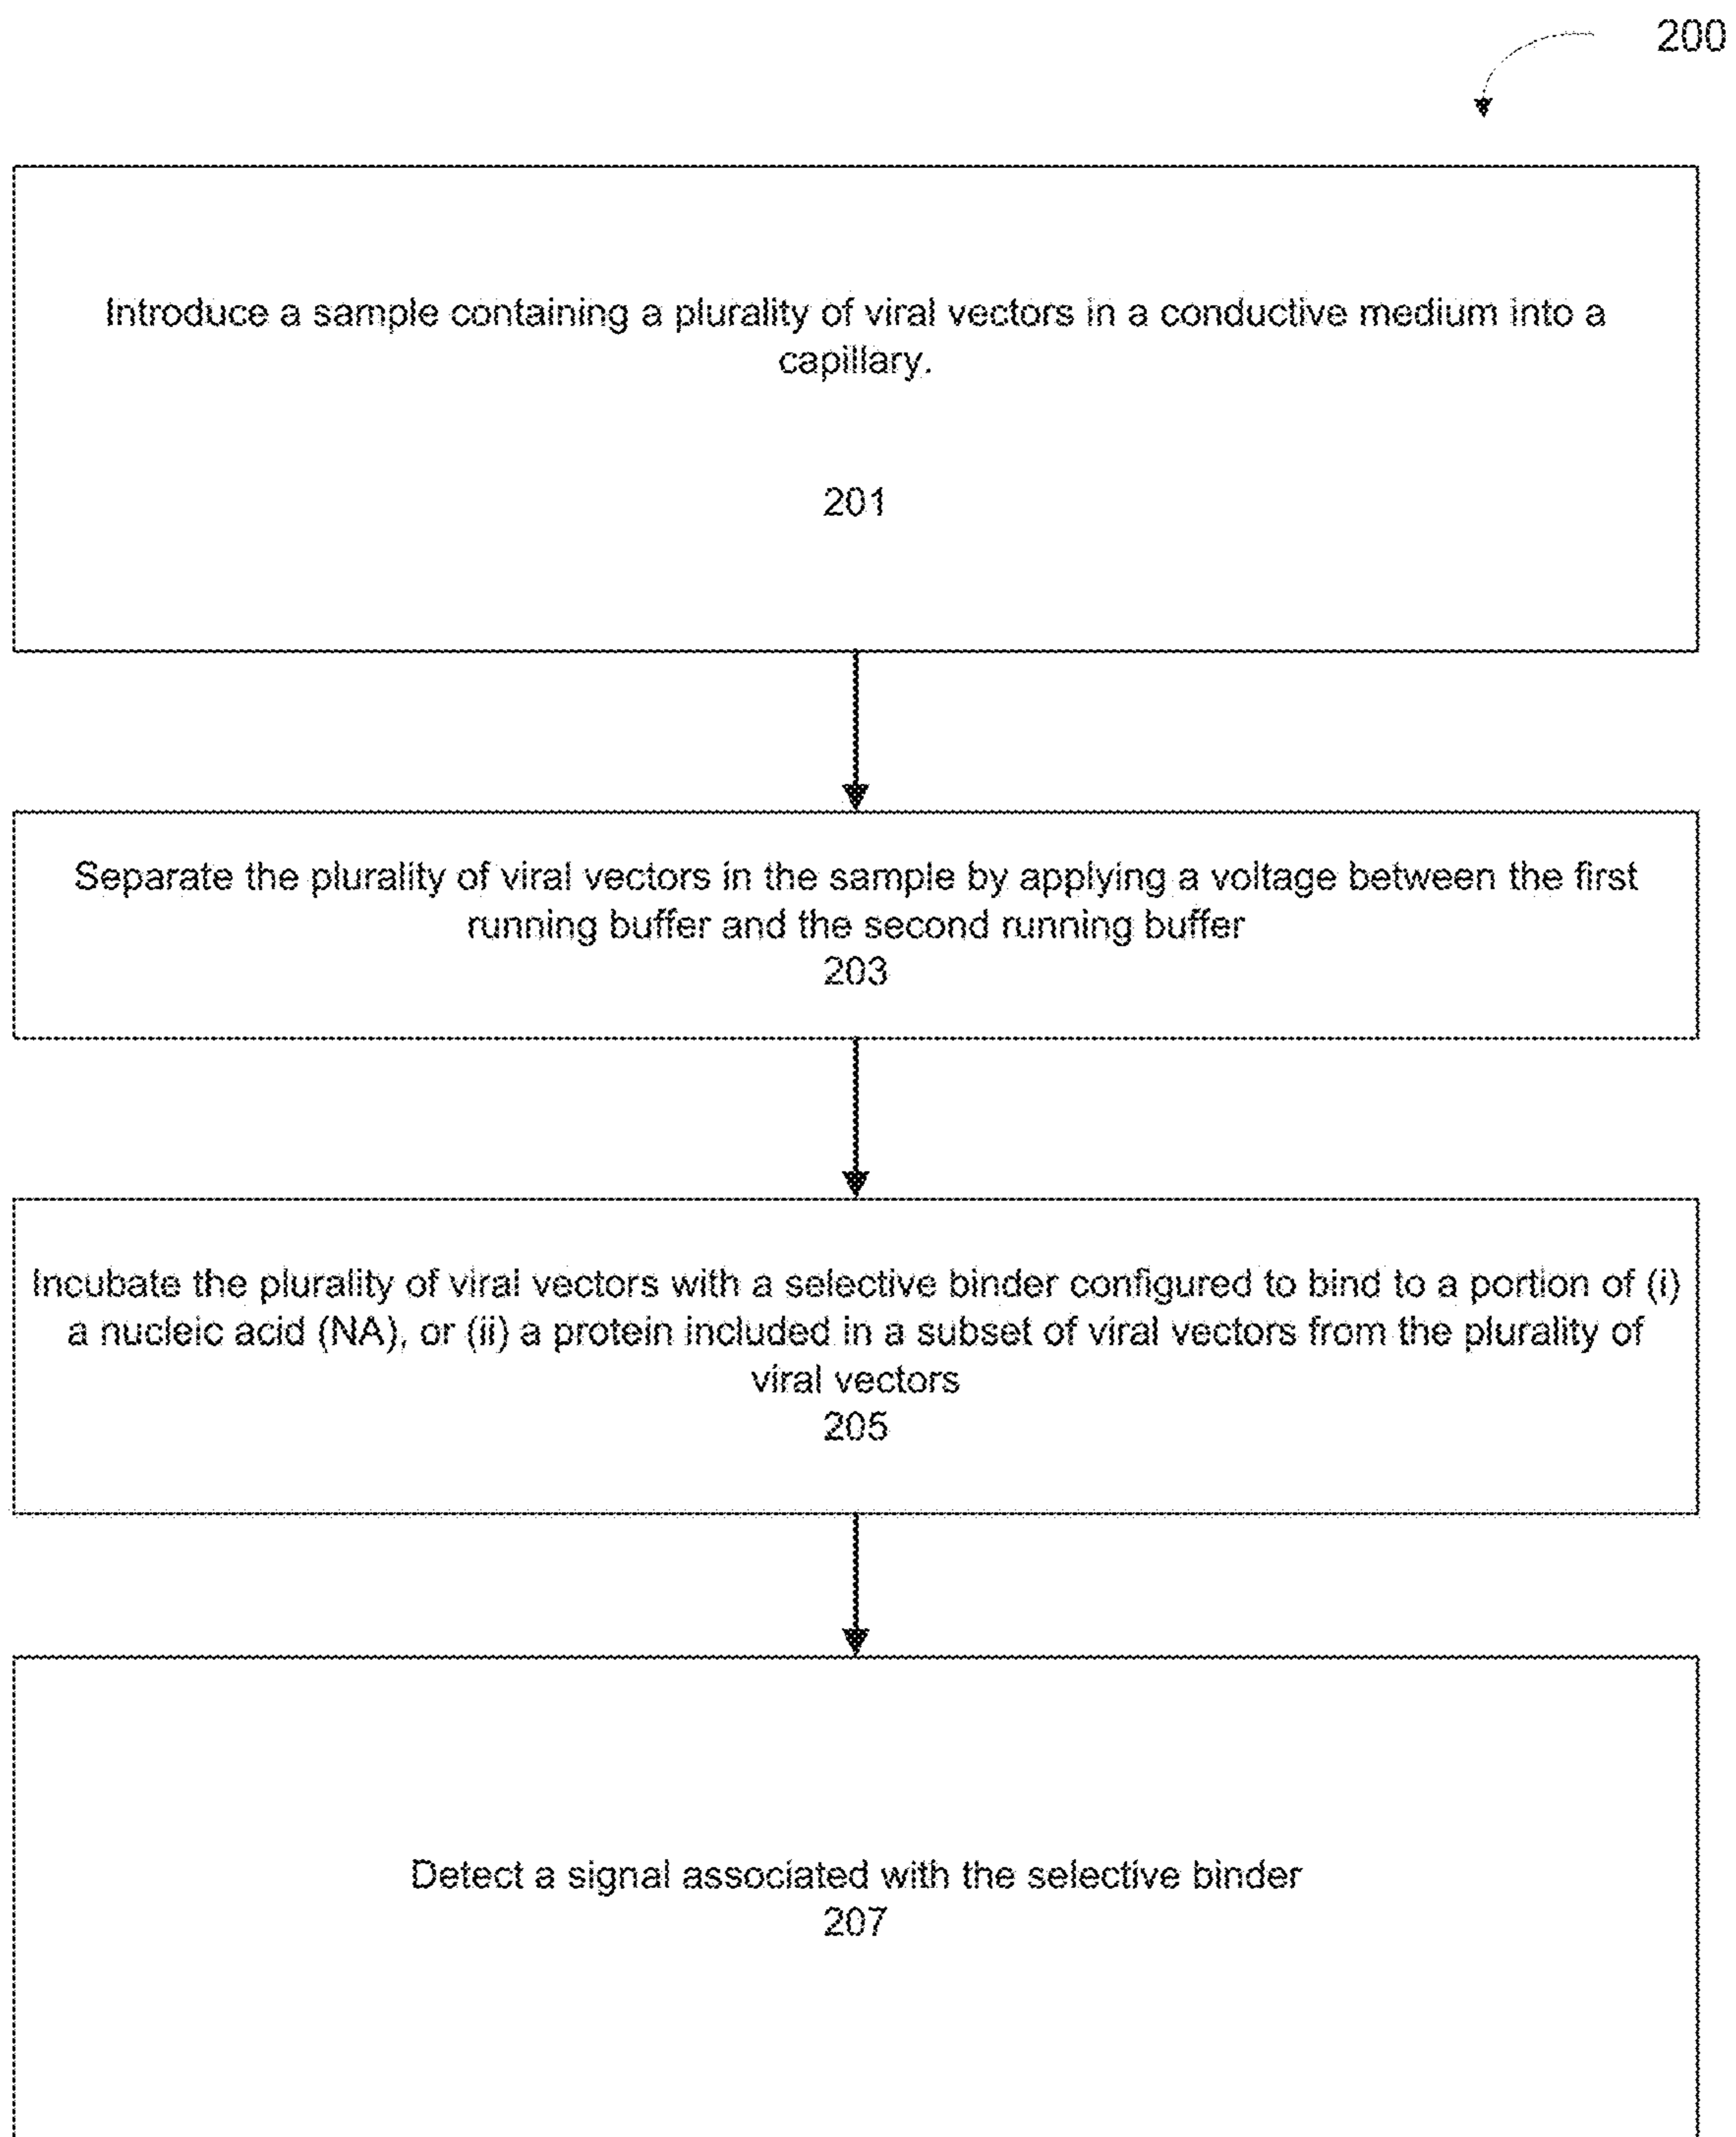 200
Introduce a sample containing a plurality of viral vectors in a conductive medium into a
capillary.
201
Separate the plurality of viral vectors in the sample by applying a voltage between the first
running buffer and the second running buffer
203
Incubate the plurality of viral vectors with a selective binder configured to bind to a portion of (i)
a nucleic acid (NA), or (ii) a protein included in a subset of viral vectors from the plurality of
viral vectors
205
Detect a signal associated with the selective binder
207